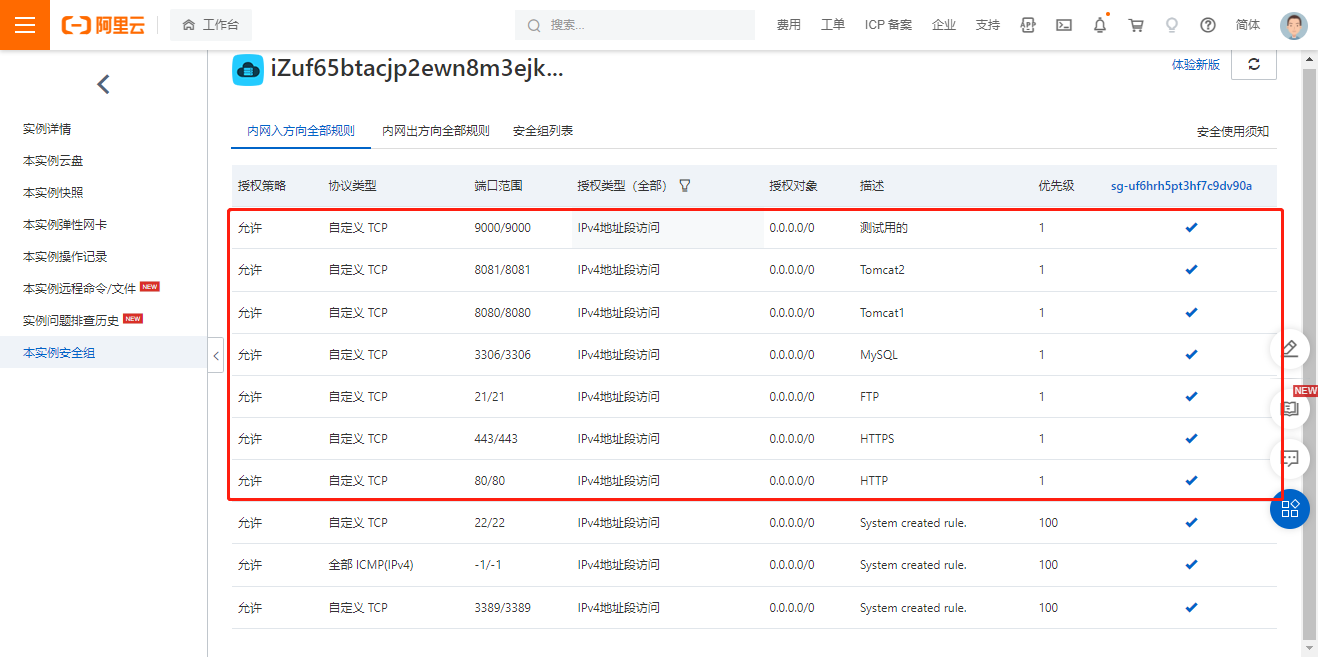 阿里云 工作台 搜索... 费用 工单 ICP 备案 企业 支持 简体
iZuf65btacjp2ewn8m3ejk... 体验新版
实例详情
本实例云盘
本实例快照
本实例弹性网卡
本实例操作记录
本实例远程命令/文件 NEW
实例问题排查历史 NEW
本实例安全组
内网入方向全部规则 内网出方向全部规则 安全组列表 安全使用须知
授权策略 协议类型 端口范围 授权类型（全部） 授权对象 描述 优先级 sg-uf6hrh5pt3hf7c9dv90a
允许 自定义 TCP 9000/9000 IPv4地址段访问 0.0.0.0/0 测试用的 1
允许 自定义 TCP 8081/8081 IPv4地址段访问 0.0.0.0/0 Tomcat2 1
允许 自定义 TCP 8080/8080 IPv4地址段访问 0.0.0.0/0 Tomcat1 1
允许 自定义 TCP 3306/3306 IPv4地址段访问 0.0.0.0/0 MySQL 1
允许 自定义 TCP 21/21 IPv4地址段访问 0.0.0.0/0 FTP 1
NEW
允许 自定义 TCP 443/443 IPv4地址段访问 0.0.0.0/0 HTTPS 1
允许 自定义 TCP 80/80 IPv4地址段访问 0.0.0.0/0 HTTP 1
允许 自定义 TCP 22/22 IPv4地址段访问 0.0.0.0/0 System created rule. 100
允许 全部 ICMP(IPv4) -1/-1 IPv4地址段访问 0.0.0.0/0 System created rule. 100
允许 自定义 TCP 3389/3389 IPv4地址段访问 0.0.0.0/0 System created rule. 100